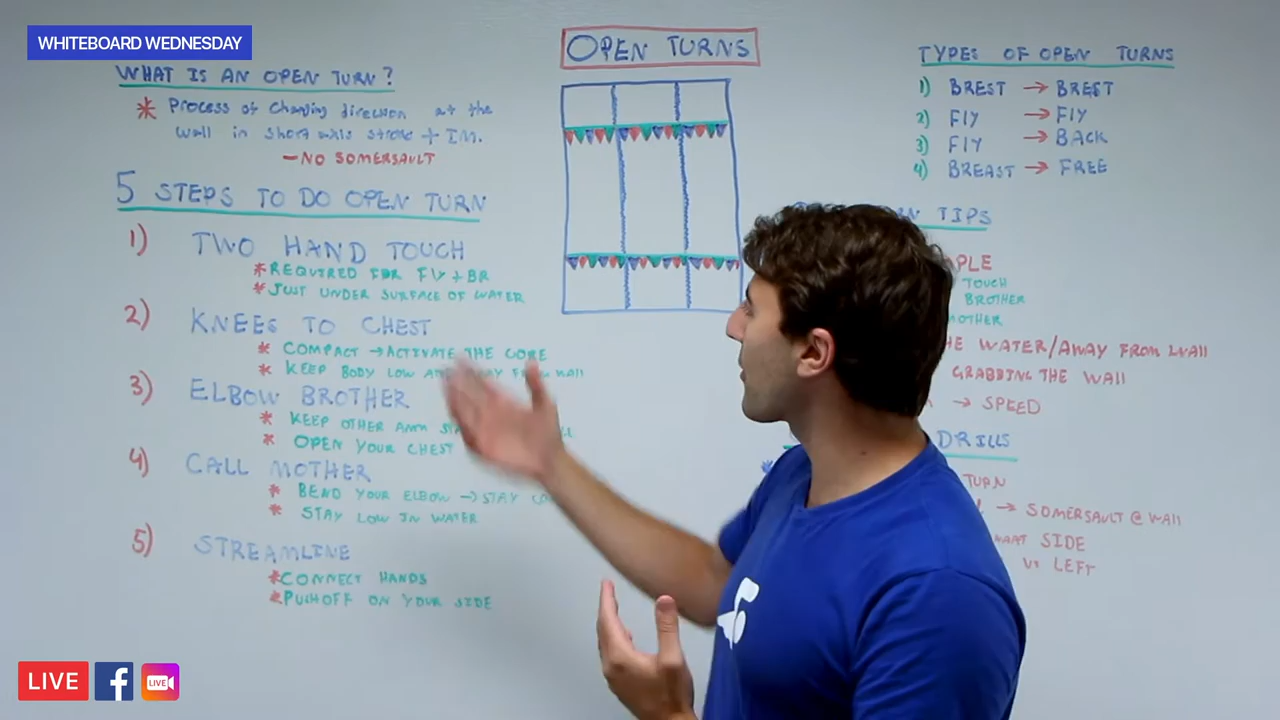 WHITEBOARD WEDNESDAY
WHAT IS AN OPEN TURN?
* Process of changing direction at the
wall in short axis stroke + IM.
- NO SOMERSAULT
5 STEPS TO DO OPEN TURN
1) TWO HAND TOUCH
* REQUIRED FOR FLY + BR
* JUST UNDER SURFACE OF WATER
2) KNEES TO CHEST
* COMPACT → ACTIVATE THE CORE
* KEEP BODY LOW AND AWAY FROM WALL
3) ELBOW BROTHER
* KEEP OTHER ARM
* OPEN YOUR CHEST
4) CALL MOTHER
* BEND YOUR ELBOW → STAY
* STAY LOW IN WATER
5) STREAMLINE
* CONNECT HANDS
* PUSHOFF ON YOUR SIDE
OPEN TURNS
TYPES OF OPEN TURNS
1) BREST → BREST
2) FLY → FLY
3) FLY → BACK
4) BREAST → FREE
TIPS
TOUCH
BROTHER
WATER/AWAY FROM WALL
GRABBING THE WALL
→ SPEED
DRILLS
TURN
→ SOMERSAULT @ WALL
SIDE
VS LEFT
LIVE
f
LIVE